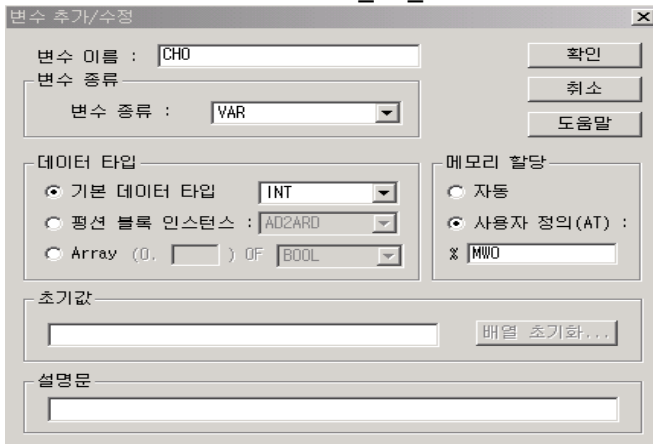 변수 추가/수정
변수 이름 : CH0
확인
변수 종류
취소
변수 종류 : VAR
도움말
데이터 타입
메모리 할당
기본 데이터 타입 INT
자동
펑션 블록 인스턴스 : AD2ARD
사용자 정의(AT) :
Array (0. ) OF BOOL
% MW0
초기값
배열 초기화...
설명문